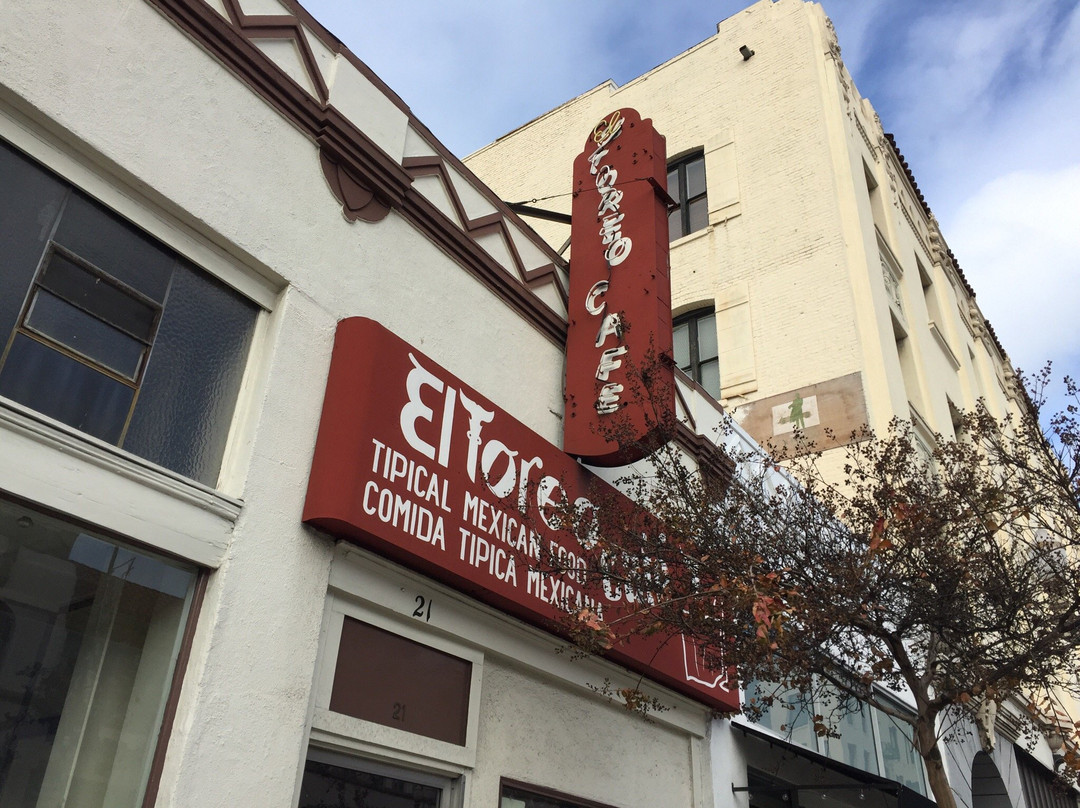 El
TOREO
CAFE
El Toreo
TIPICAL MEXICAN FOOD
COMIDA TIPICA MEXICANA
21
21